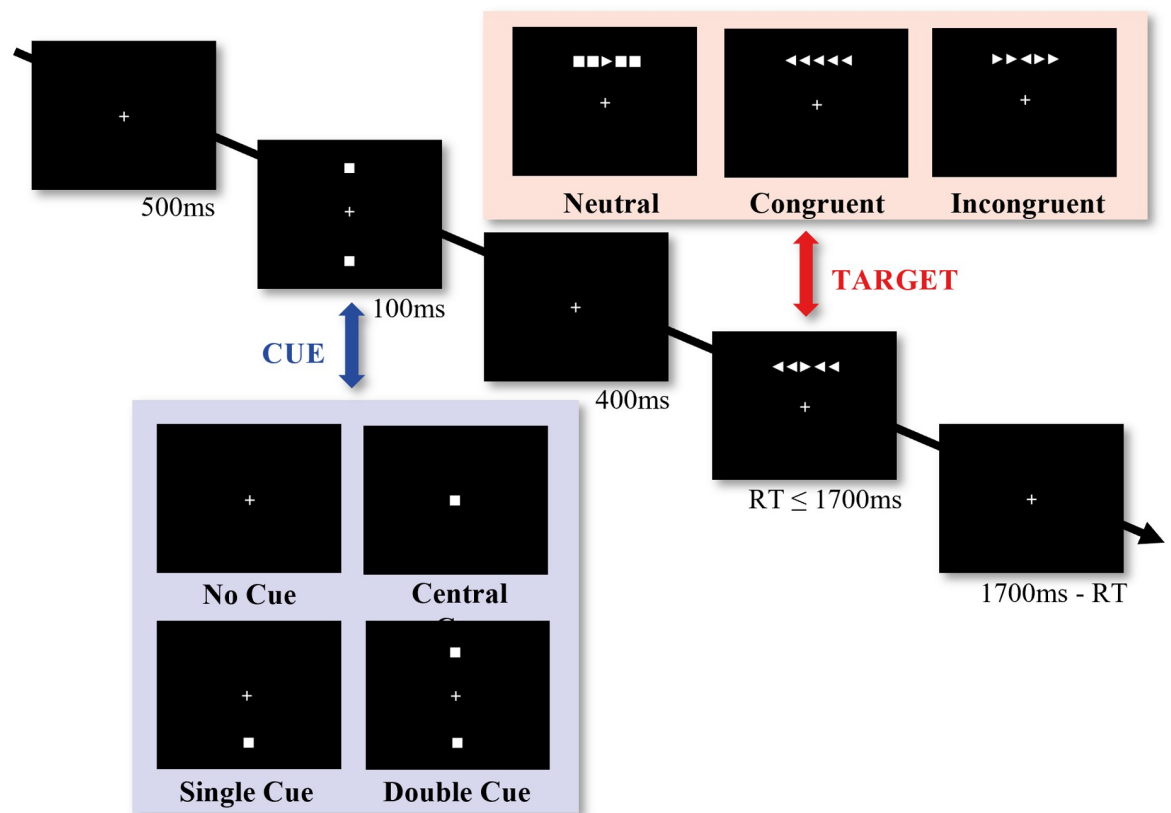 Neutral
Congruent
Incongruent
500ms
100ms
TARGET
CUE
400ms
RT ≤ 1700ms
No Cue
Central
1700ms - RT
Single Cue
Double Cue